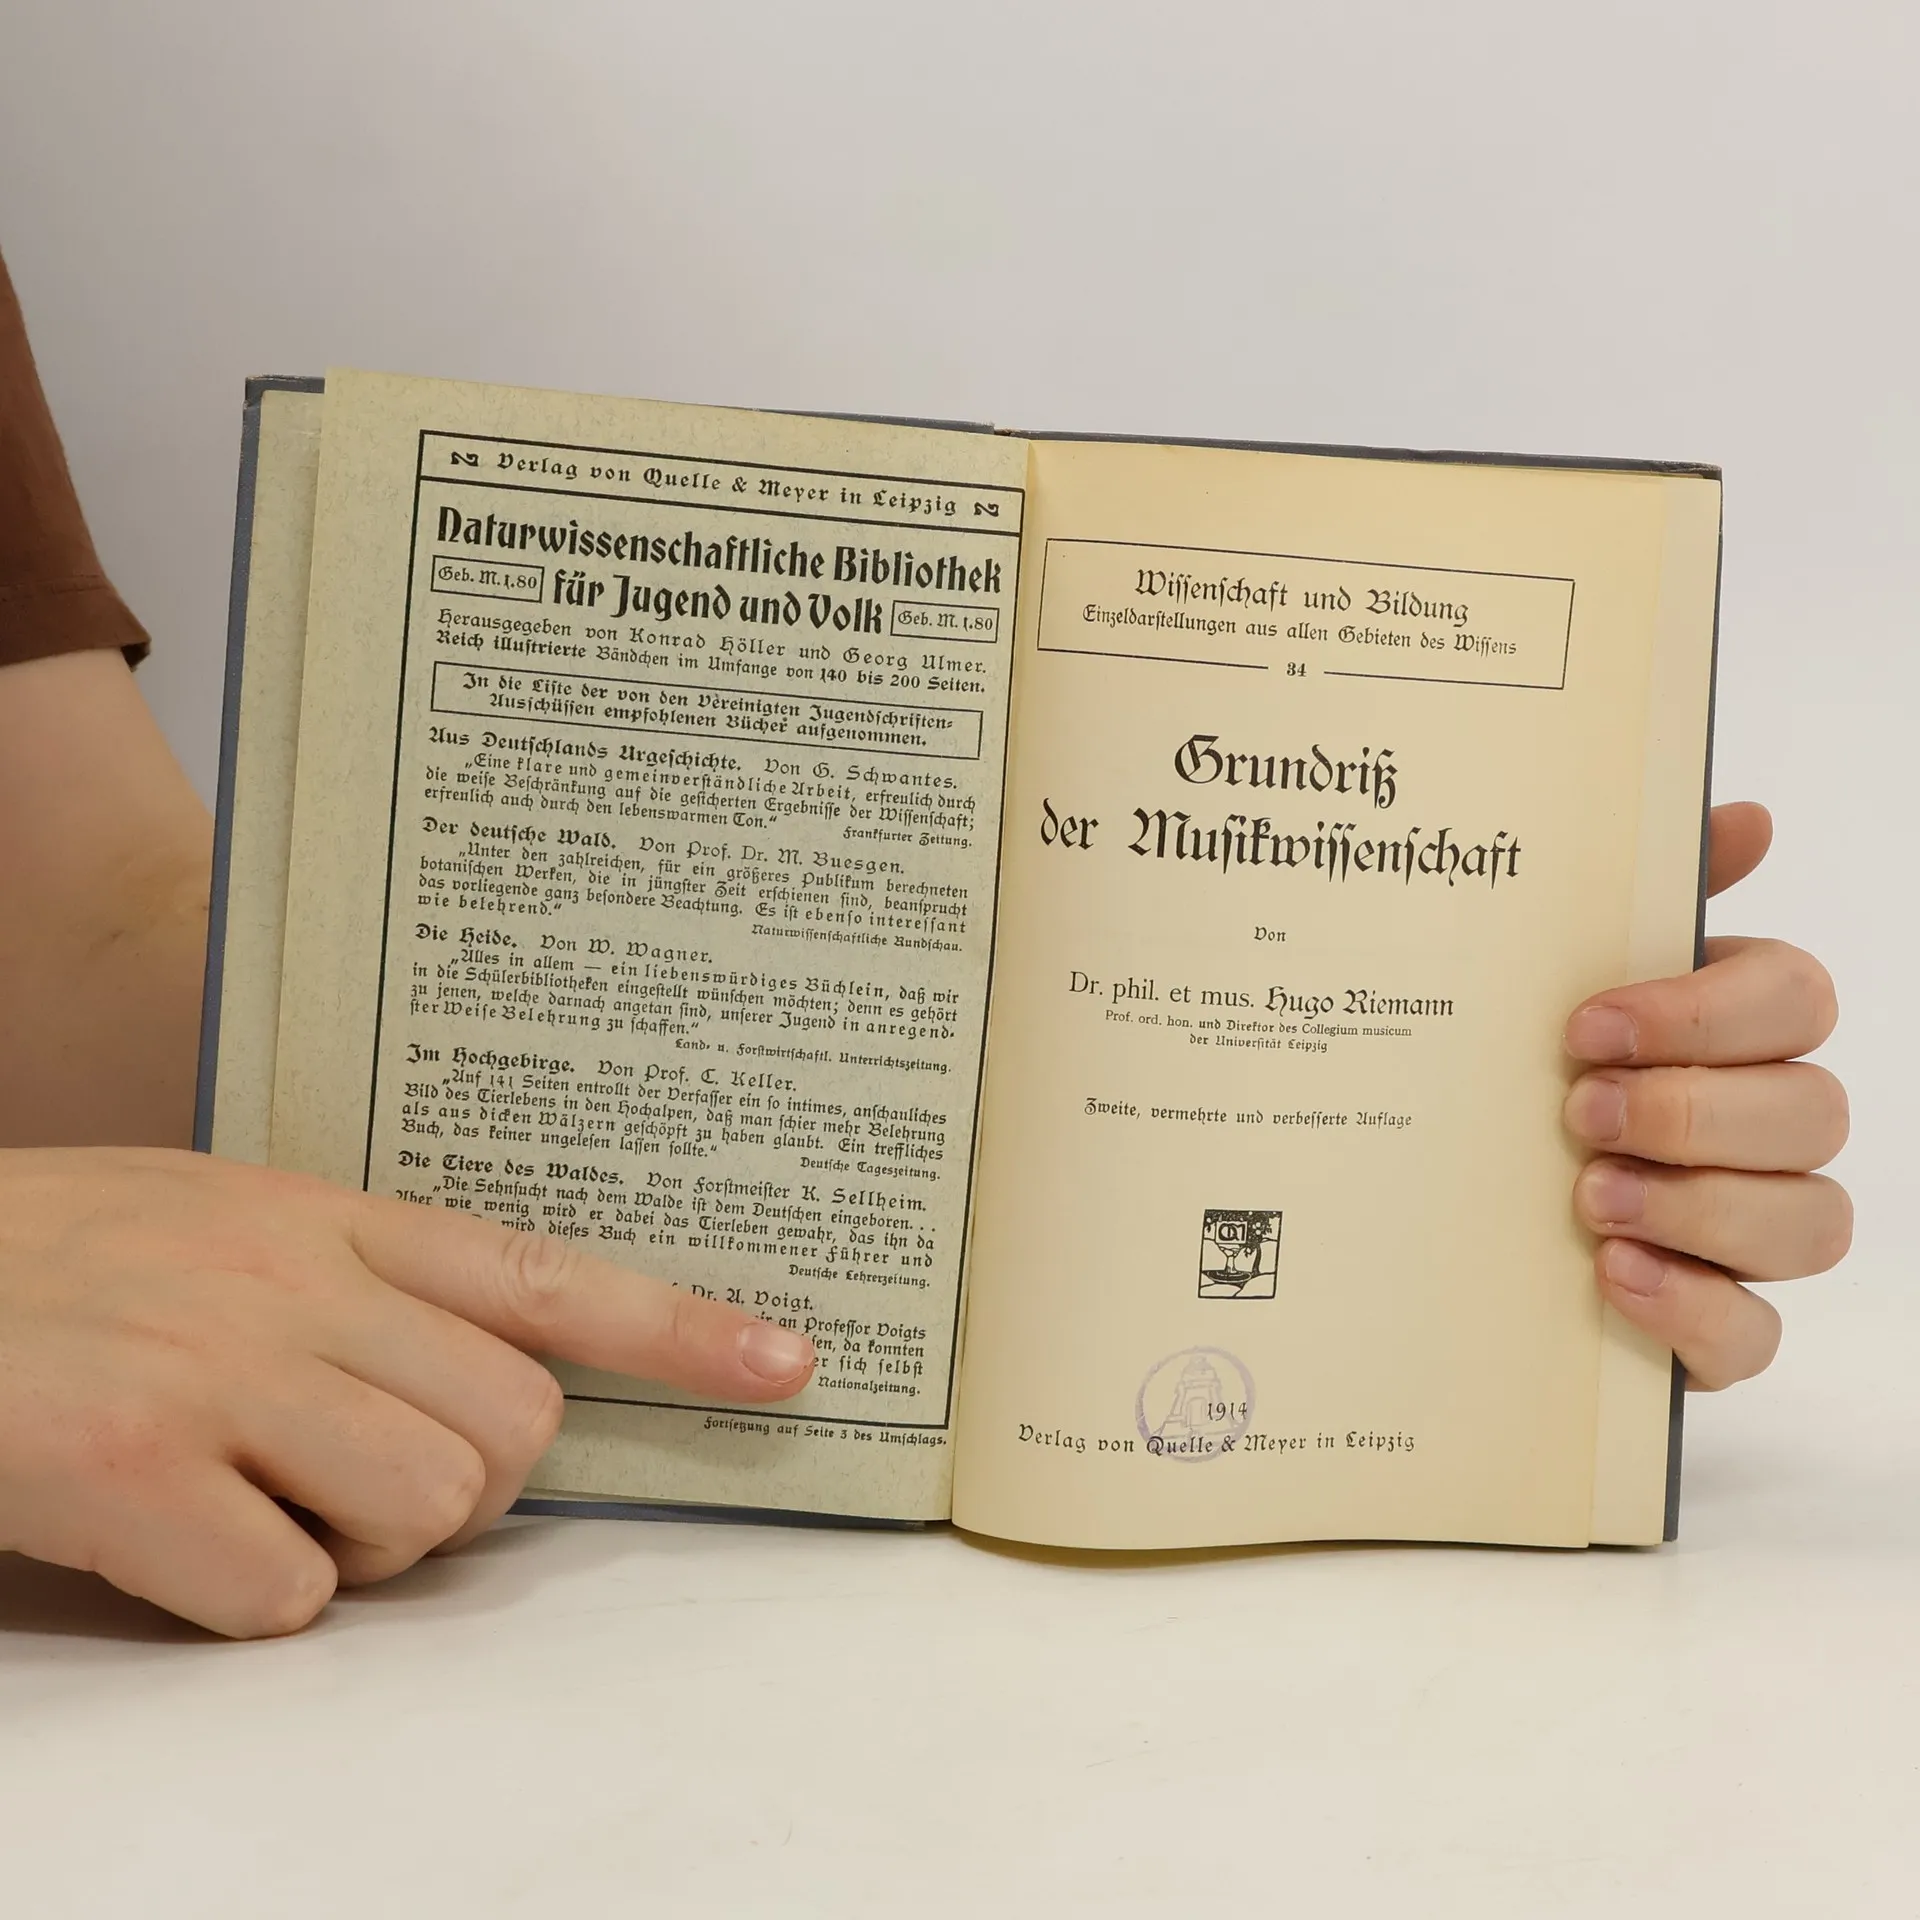 Verlag von Quelle & Meyer in Leipzig
Naturwissenschaftliche Bibliothek
Geb. M. 1.80 für Jugend und Volk Geb. M. 1.80
Herausgegeben von Konrad Höller und Georg Ulmer.
Reich illustrierte Bändchen im Umfange von 140 bis 200 Seiten.
In die Liste der von den Vereinigten Jugendschriften-
Ausschüssen empfohlenen Bücher aufgenommen.
Aus Deutschlands Urgeschichte. Von G. Schwantes.
„Eine klare und gemeinverständliche Arbeit, erfreulich durch
die weise Beschränkung auf die gesicherten Ergebnisse der Wissenschaft;
erfreulich auch durch den lebenswarmen Ton.“
Frankfurter Zeitung.
Der deutsche Wald. Von Prof. Dr. M. Buesgen.
„Unter den zahlreichen, für ein größeres Publikum berechneten
botanischen Werken, die in jüngster Zeit erschienen sind, beansprucht
das vorliegende ganz besondere Beachtung. Es ist ebenso interessant
wie belehrend.“
Naturwissenschaftliche Rundschau.
Die Heide. Von W. Wagner.
„Alles in allem — ein liebenswürdiges Büchlein, daß wir
in die Schülerbibliotheken eingestellt wünschen möchten; denn es gehört
zu jenen, welche darnach angetan sind, unserer Jugend in anregend-
ster Weise Belehrung zu schaffen.“
Land- u. Forstwirtschaftl. Unterrichtszeitung.
Im Hochgebirge. Von Prof. C. Keller.
„Auf 141 Seiten entrollt der Verfasser ein so intimes, anschauliches
Bild des Tierlebens in den Hochalpen, daß man schier mehr Belehrung
als aus dicken Wälzern geschöpft zu haben glaubt. Ein treffliches
Buch, das keiner ungelesen lassen sollte.“
Deutsche Tageszeitung.
Die Tiere des Waldes. Von Forstmeister K. Sellheim.
„Die Sehnsucht nach dem Walde ist dem Deutschen eingeboren. . .
Aber wie wenig wird er dabei das Tierleben gewahr, das ihn da
wird dieses Buch ein willkommener Führer und
Deutsche Lehrerzeitung.
Dr. A. Voigt.
an Professor Voigts
da konnten
sich selbst
Nationalzeitung.
Fortsetzung auf Seite 3 des Umschlags.
Wissenschaft und Bildung
Einzeldarstellungen aus allen Gebieten des Wissens
34
Grundriß
der Musikwissenschaft
Von
Dr. phil. et mus. Hugo Riemann
Prof. ord. hon. und Direktor des Collegium musicum
der Universität Leipzig
Zweite, vermehrte und verbesserte Auflage
QM
1914
Verlag von Quelle & Meyer in Leipzig